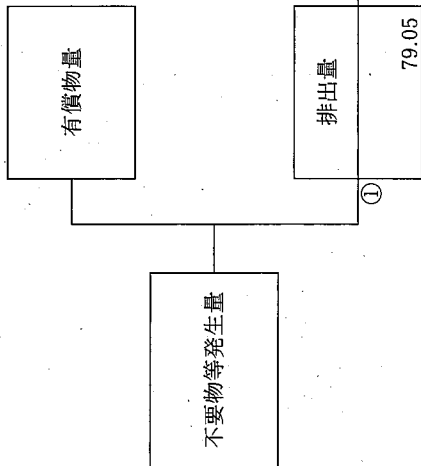 有償物量
不要物等発生量
排出量
①
79.05